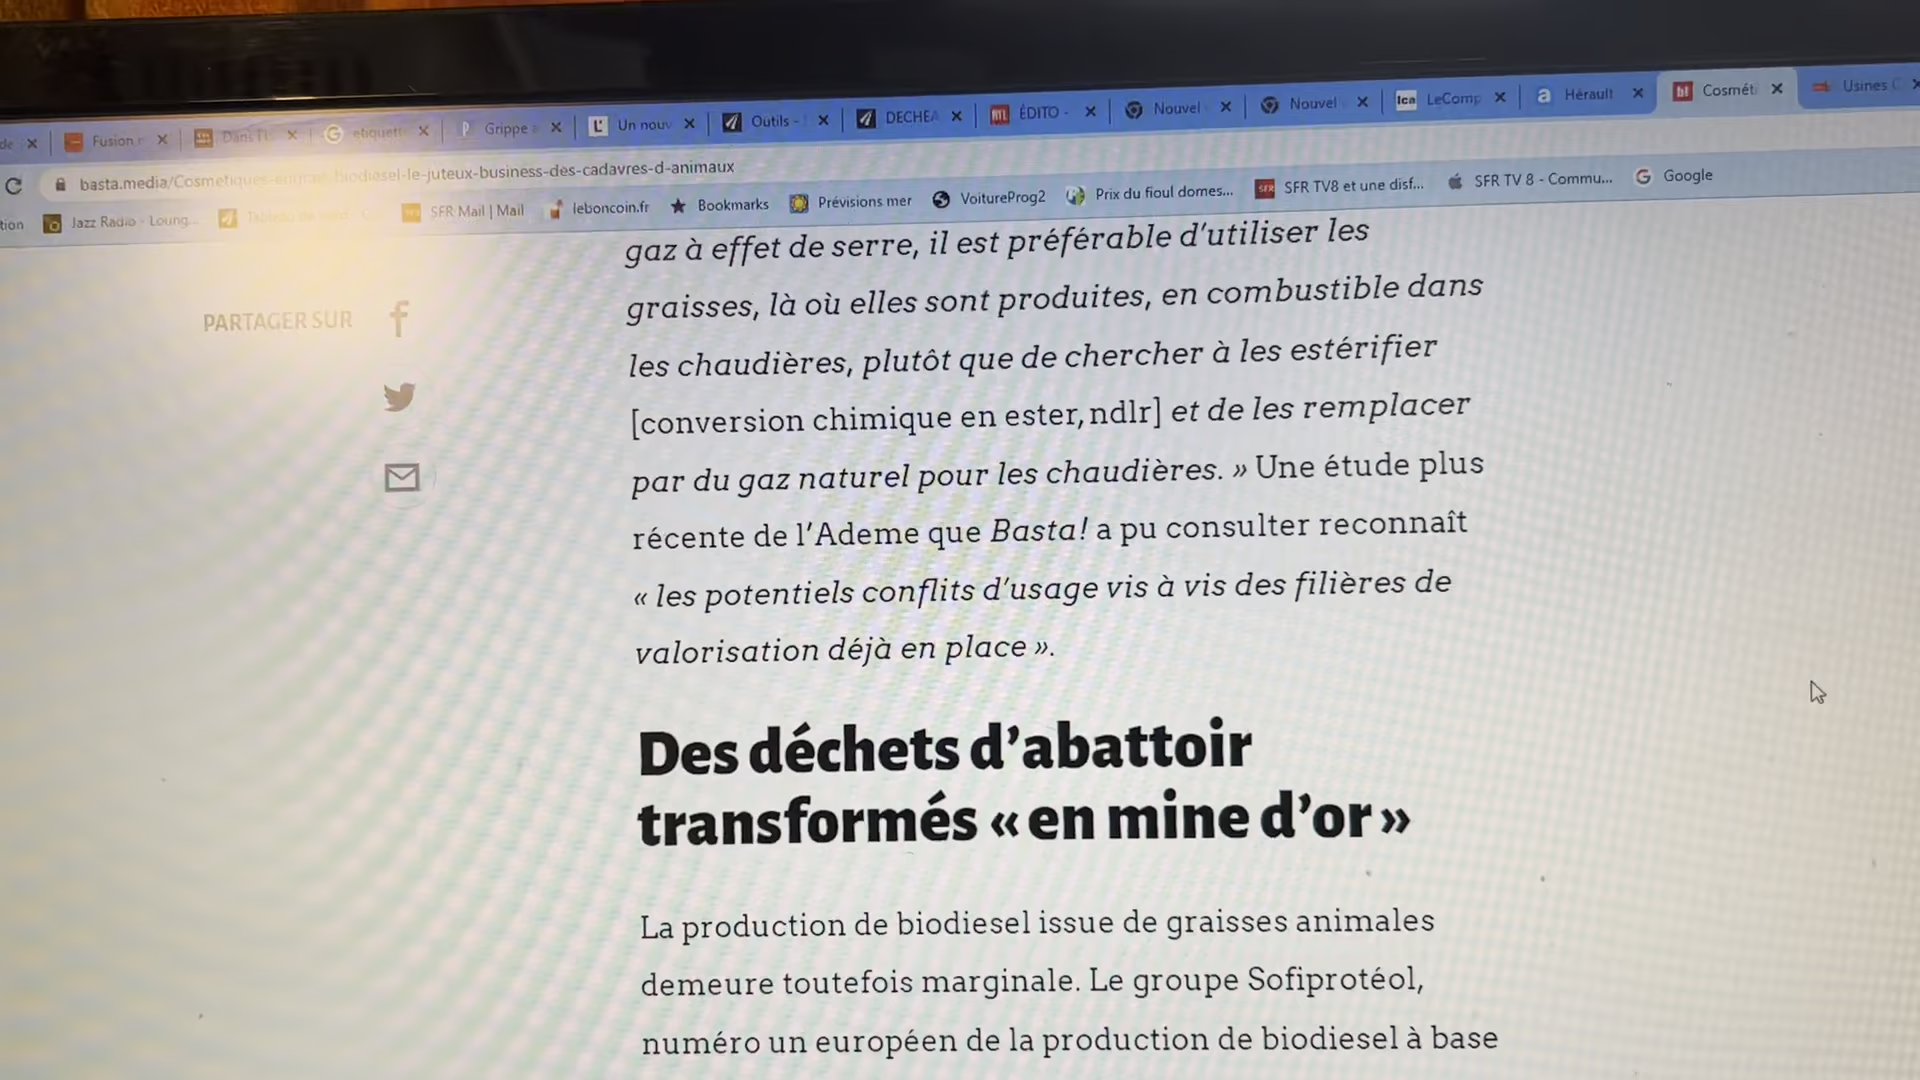 de
Fusion
Dans l'
etiquett
Grippe a
Un nouv
Outils -
DECHEA
RTL
ÉDITO -
Nouvel
Nouvel
lca
LeComp
a
Hérault
b!
Cosméti
Usines C
basta.media/Cosmetiques-engrais-biodiesel-le-juteux-business-des-cadavres-d-animaux
tion
Jazz Radio - Loung...
SFR Mail | Mail
leboncoin.fr
Bookmarks
Prévisions mer
VoitureProg2
Prix du fioul domes...
SFR
SFR TV8 et une disf...
SFR TV 8 - Commu...
Google
PARTAGER SUR
gaz à effet de serre, il est préférable d'utiliser les
graisses, là où elles sont produites, en combustible dans
les chaudières, plutôt que de chercher à les estérifier
[conversion chimique en ester, ndlr] et de les remplacer
par du gaz naturel pour les chaudières. » Une étude plus
récente de l'Ademe que Basta! a pu consulter reconnaît
« les potentiels conflits d'usage vis à vis des filières de
valorisation déjà en place ».
Des déchets d'abattoir
transformés « en mine d'or »
La production de biodiesel issue de graisses animales
demeure toutefois marginale. Le groupe Sofiprotéol,
numéro un européen de la production de biodiesel à base